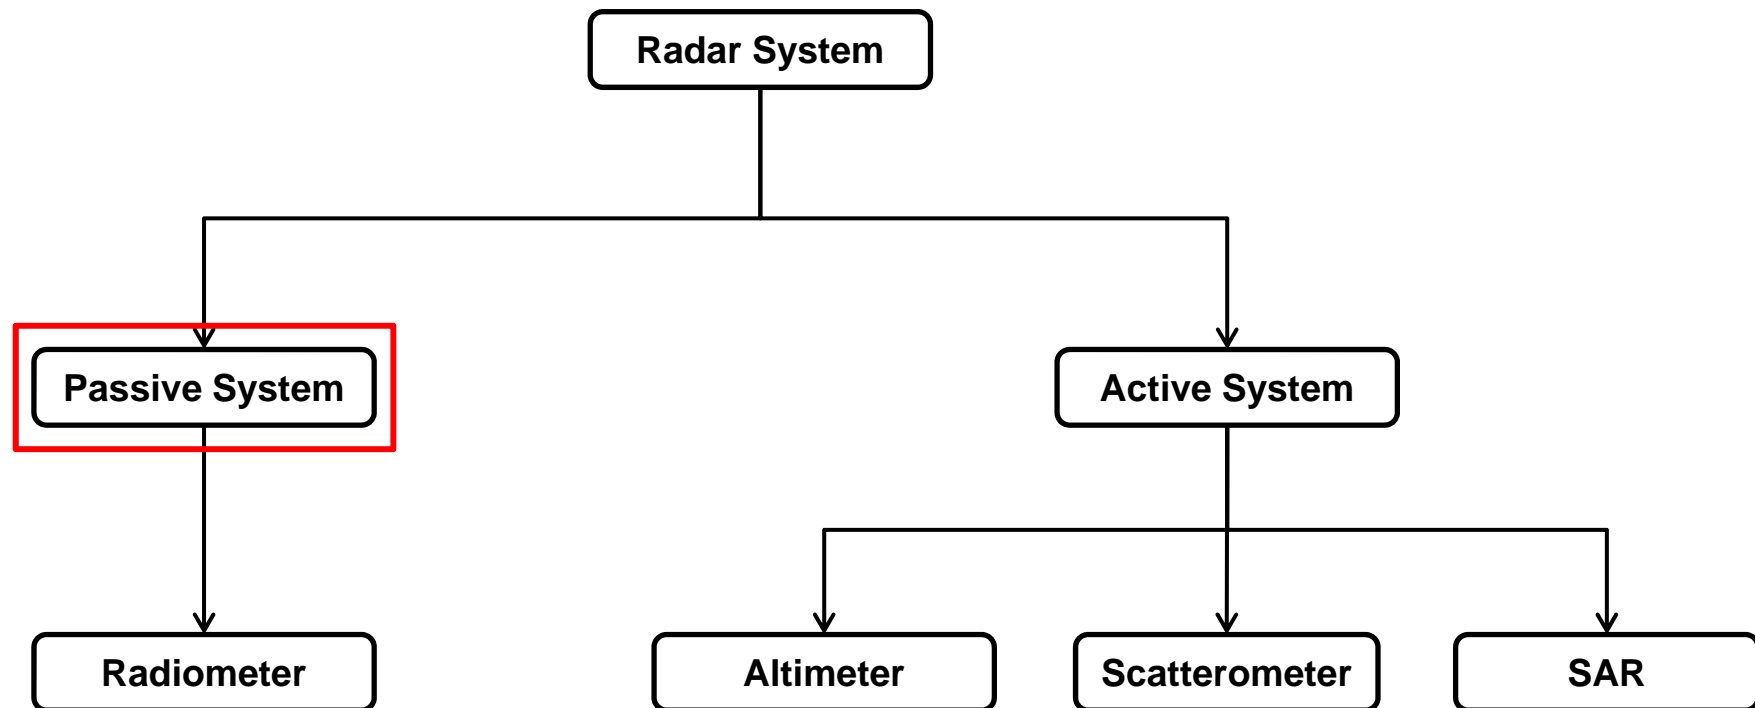 Radar System
Passive System
Active System
Radiometer
Altimeter
Scatterometer
SAR